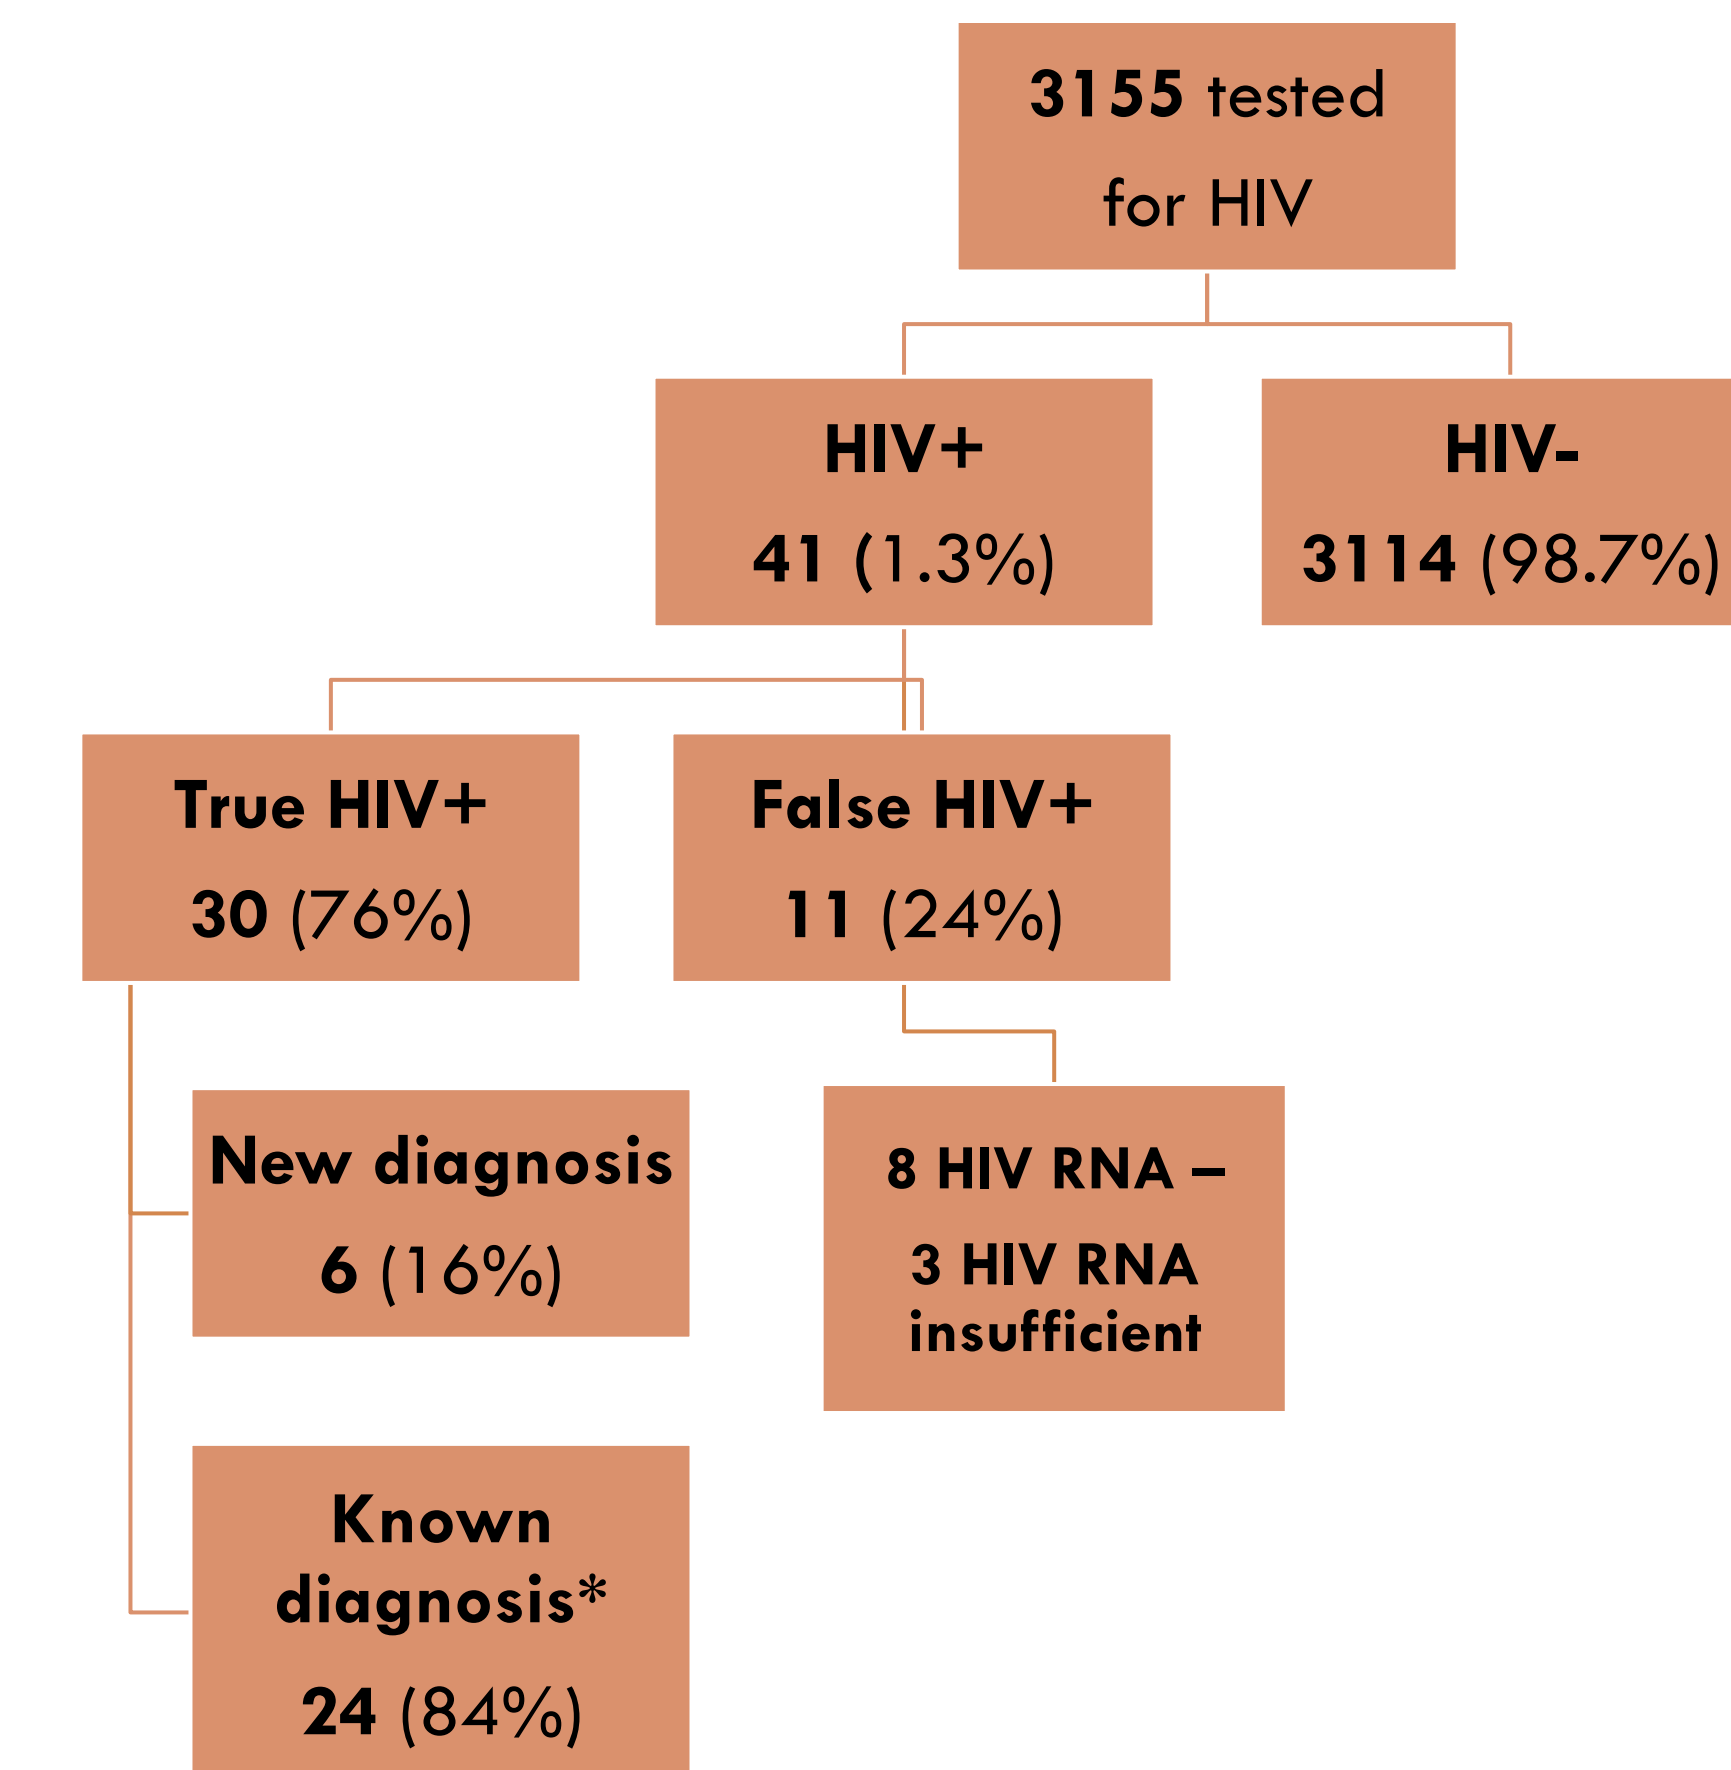 3155 tested
for HIV
HIV+
41 (1.3%)
HIV-
3114 (98.7%)
True HIV+
30 (76%)
False HIV+
11 (24%)
New diagnosis
6 (16%)
8 HIV RNA –
3 HIV RNA
insufficient
Known
diagnosis*
24 (84%)